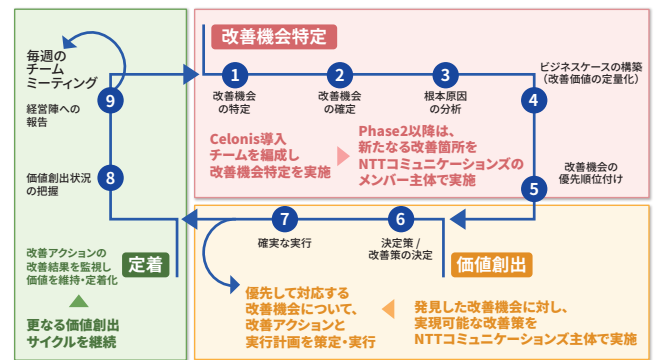 改善機会特定
1
改善機会
の特定
2
改善機会
の確定
3
根本原因
の分析
ビジネスケースの構築
（改善価値の定量化）
4
Celonis導入
チームを編成し
改善機会特定を実施
Phase2以降は、
新たなる改善箇所を
NTTコミュニケーションズの
メンバー主体で実施
改善機会の
優先順位付け
5
価値創出
6
決定策 /
改善策の決定
7
確実な実行
発見した改善機会に対し、
実現可能な改善策を
NTTコミュニケーションズ主体で実施
優先して対応する
改善機会について、
改善アクションと
実行計画を策定・実行
定着
8
価値創出状況
の把握
9
経営陣への
報告
毎週の
チーム
ミーティング
改善アクションの
改善結果を監視し
価値を維持・定着化
更なる価値創出
サイクルを継続